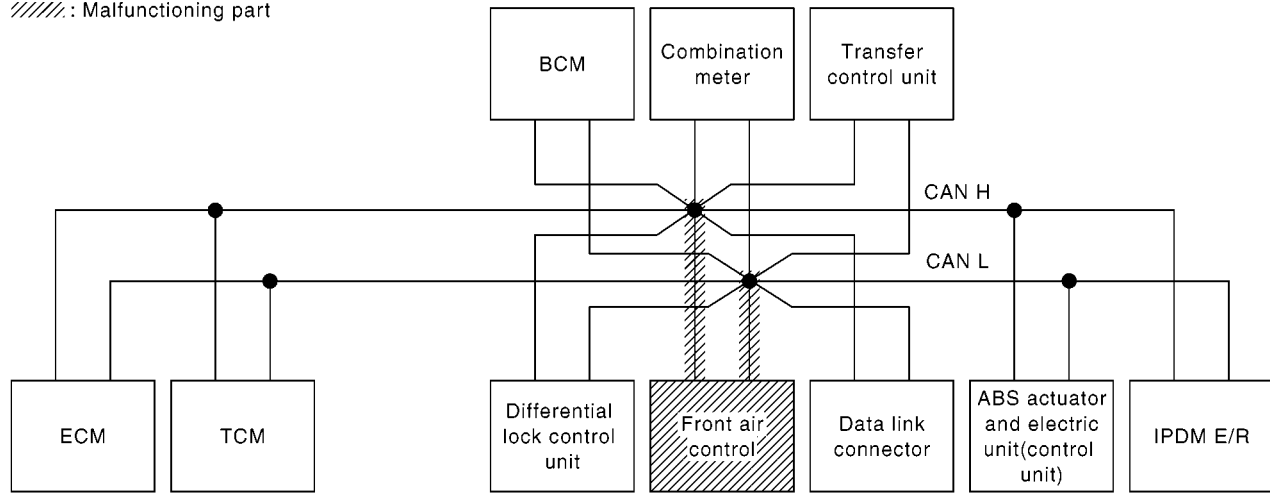 : Malfunctioning part
BCM
Combination
meter
Transfer
control unit
CAN H
CAN L
ECM
TCM
Differential
lock control
unit
Front air
control
Data link
connector
ABS actuator
and electric
unit(control
unit)
IPDM E/R